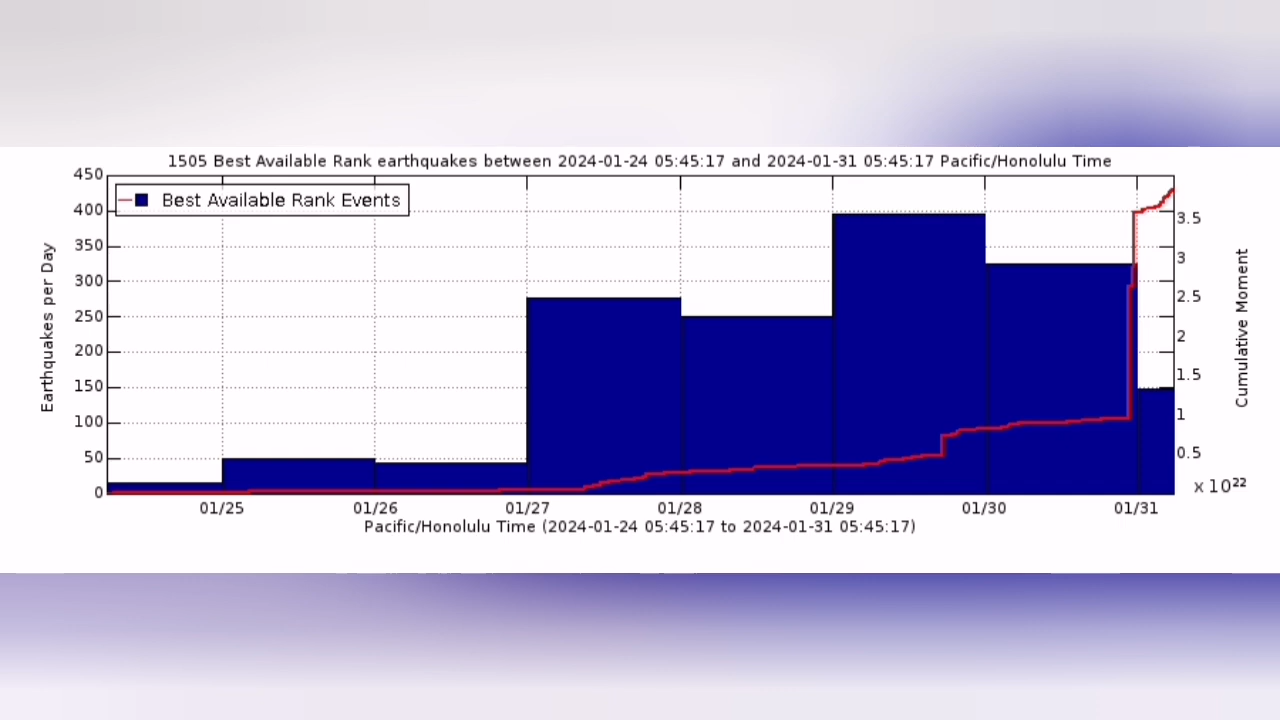 1505 Best Available Rank earthquakes between 2024-01-24 05:45:17 and 2024-01-31 05:45:17 Pacific/Honolulu Time
Best Available Rank Events
Earthquakes per Day
450
400
350
300
250
200
150
100
50
0
3.5
3
2.5
2
1.5
1
0.5
x 10²²
Cumulative Moment
01/25 01/26 01/27 01/28 01/29 01/30 01/31
Pacific/Honolulu Time (2024-01-24 05:45:17 to 2024-01-31 05:45:17)